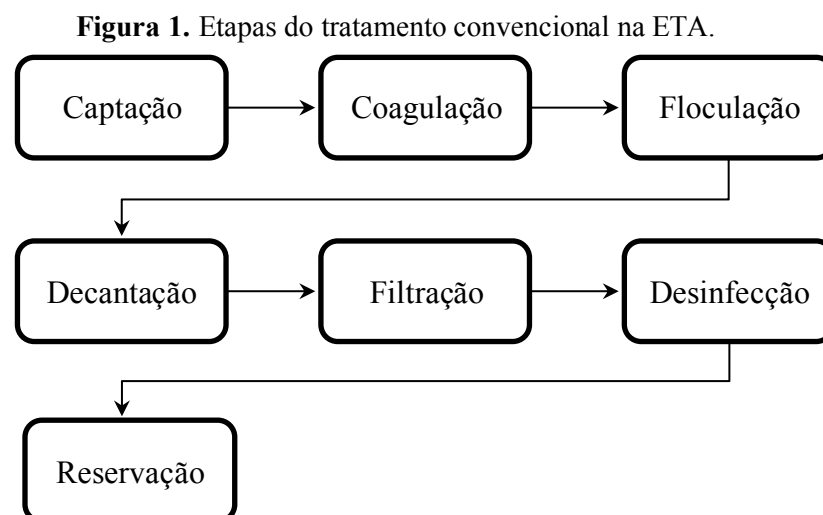 Figura 1. Etapas do tratamento convencional na ETA.
Captação
Coagulação
Floculação
Decantação
Filtração
Desinfecção
Reservação